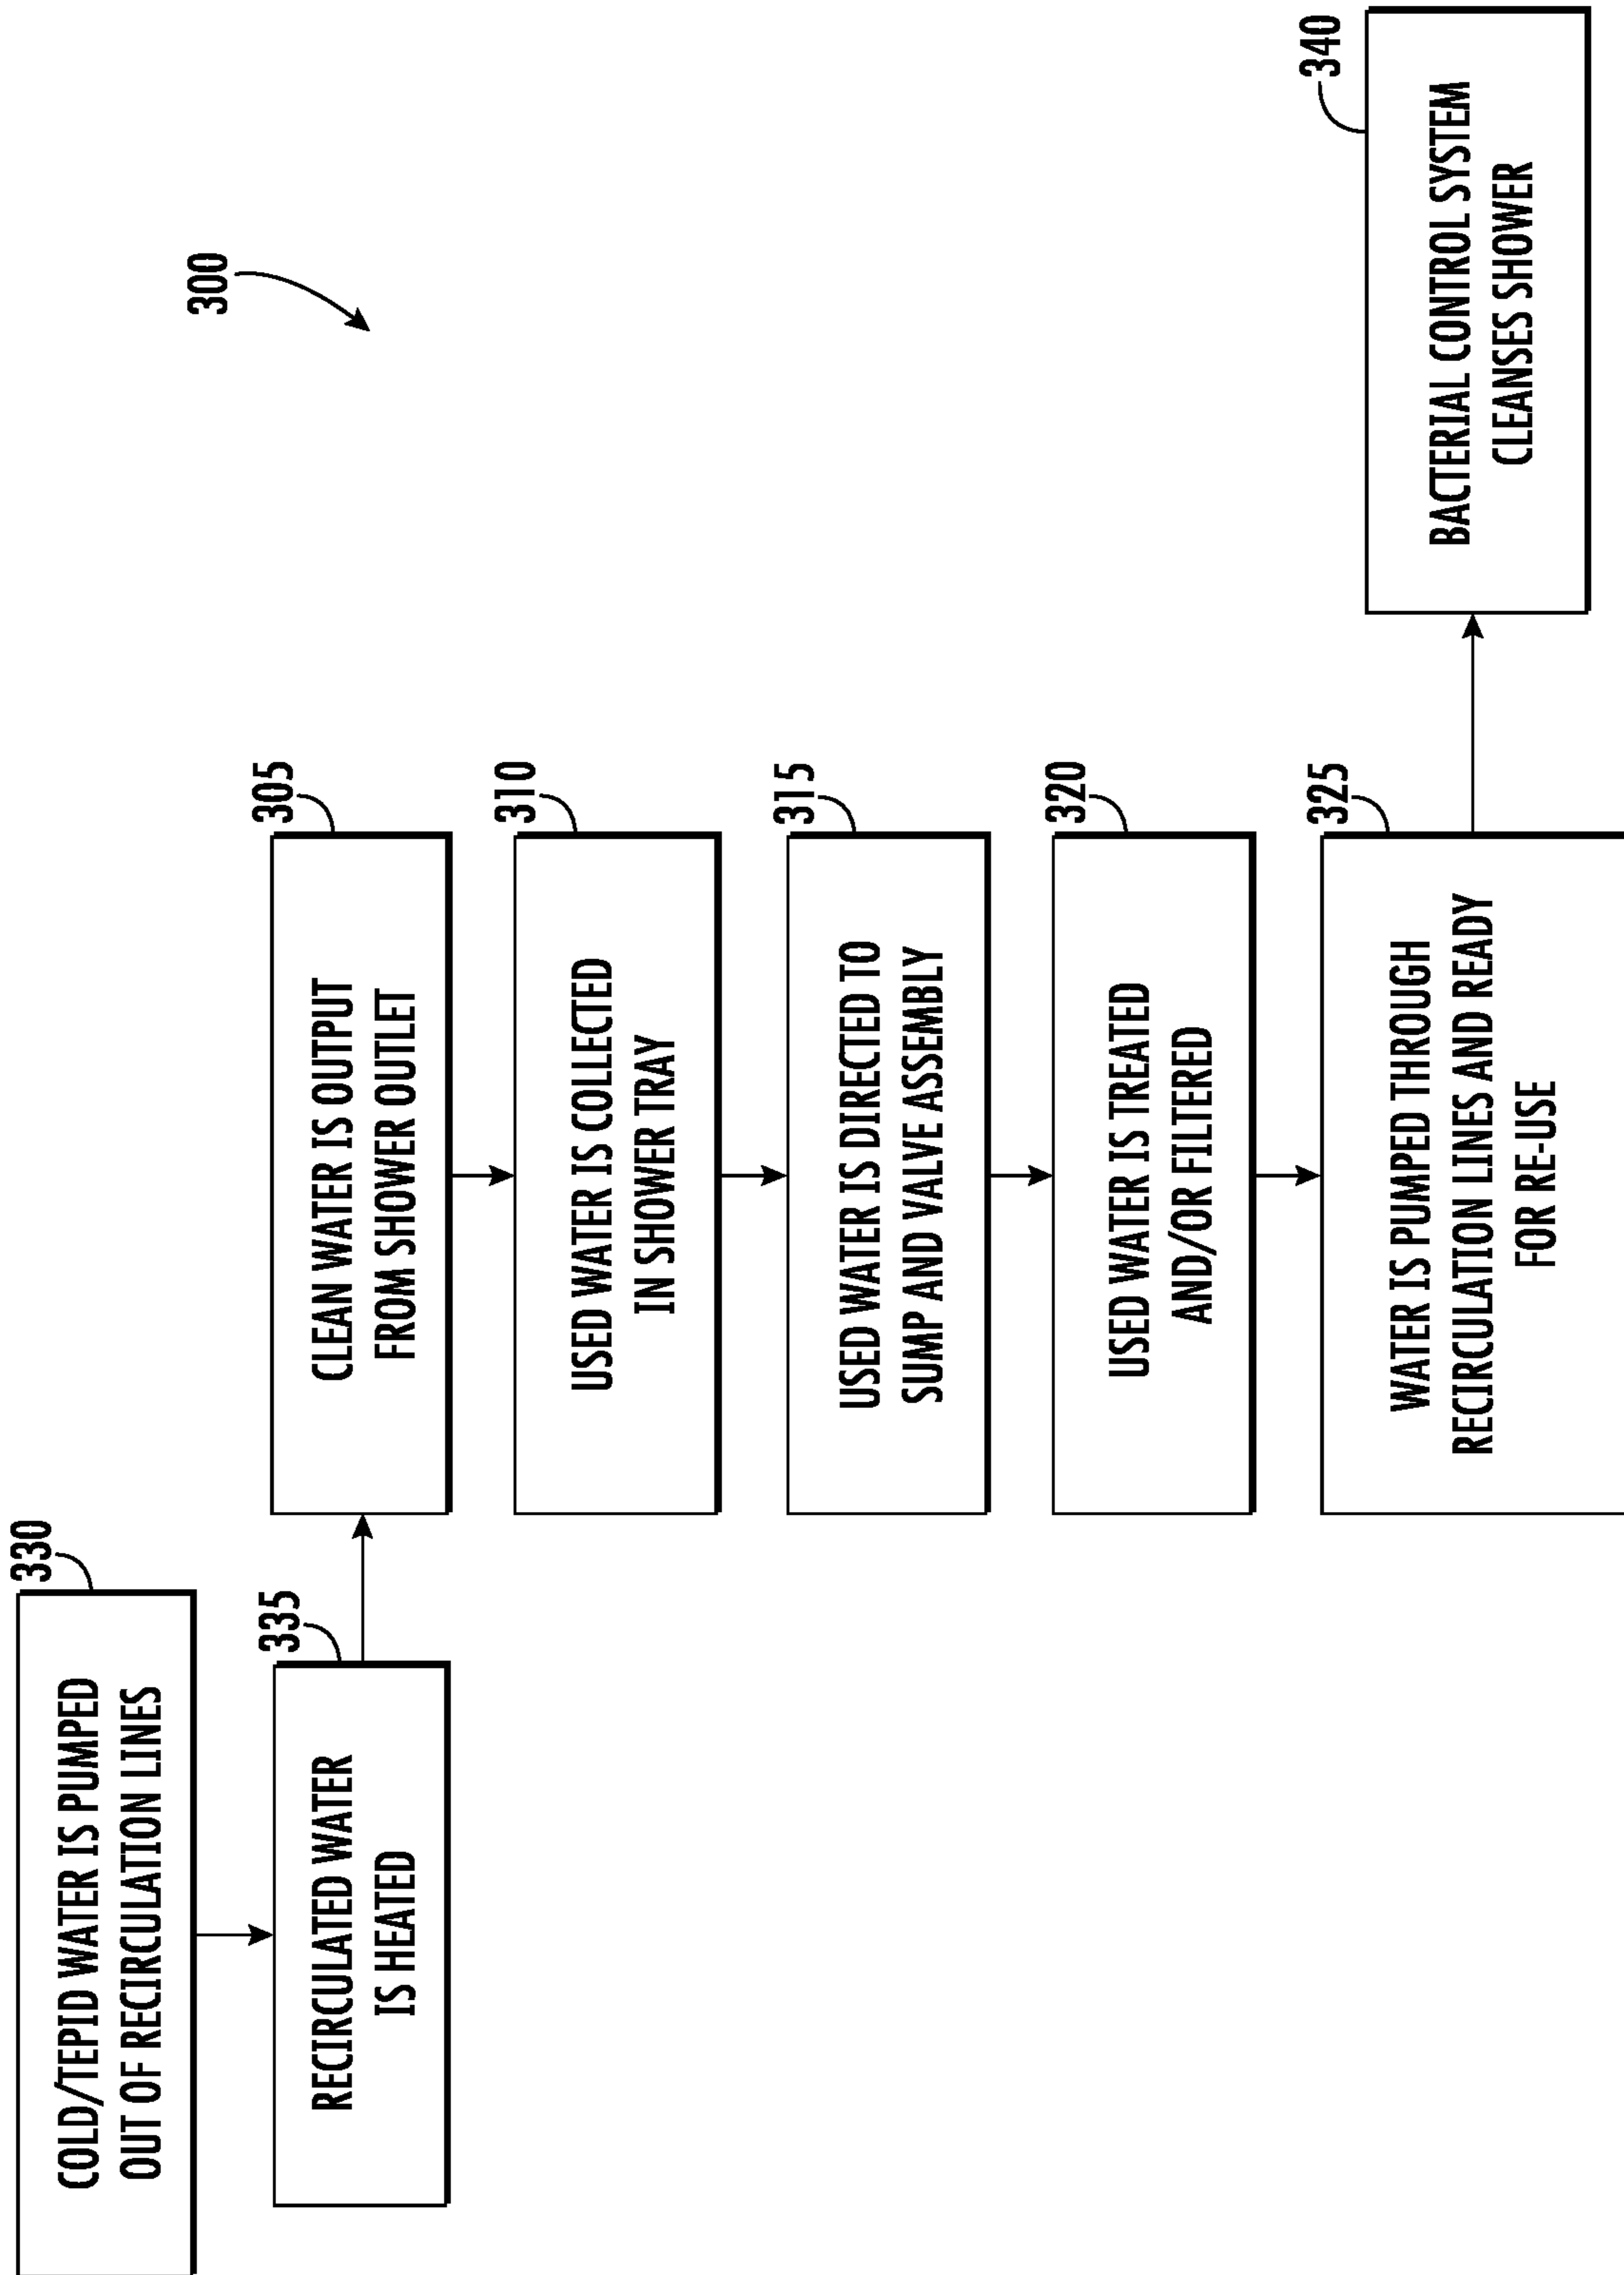 300
330
COLD/TEPID WATER IS PUMPED
OUT OF RECIRCULATION LINES
335
RECIRCULATED WATER
IS HEATED
305
CLEAN WATER IS OUTPUT
FROM SHOWER OUTLET
310
USED WATER IS COLLECTED
IN SHOWER TRAY
315
USED WATER IS DIRECTED TO
SUMP AND VALVE ASSEMBLY
320
USED WATER IS TREATED
AND/OR FILTERED
325
WATER IS PUMPED THROUGH
RECIRCULATION LINES AND READY
FOR RE-USE
340
BACTERIAL CONTROL SYSTEM
CLEANSES SHOWER